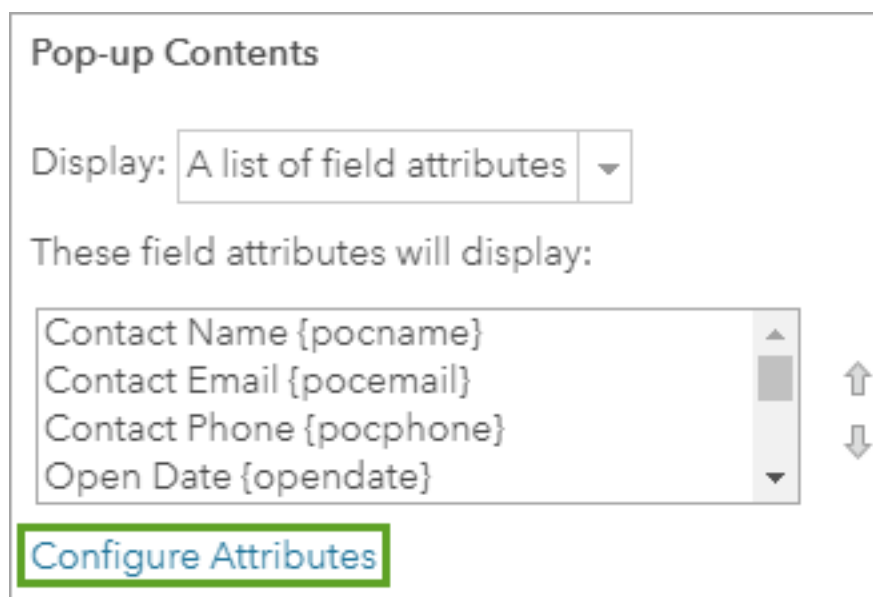 Pop-up Contents
Display: A list of field attributes
These field attributes will display:
Contact Name {pocname}
Contact Email {pocemail}
Contact Phone {pocphone}
Open Date {opendate}
Configure Attributes